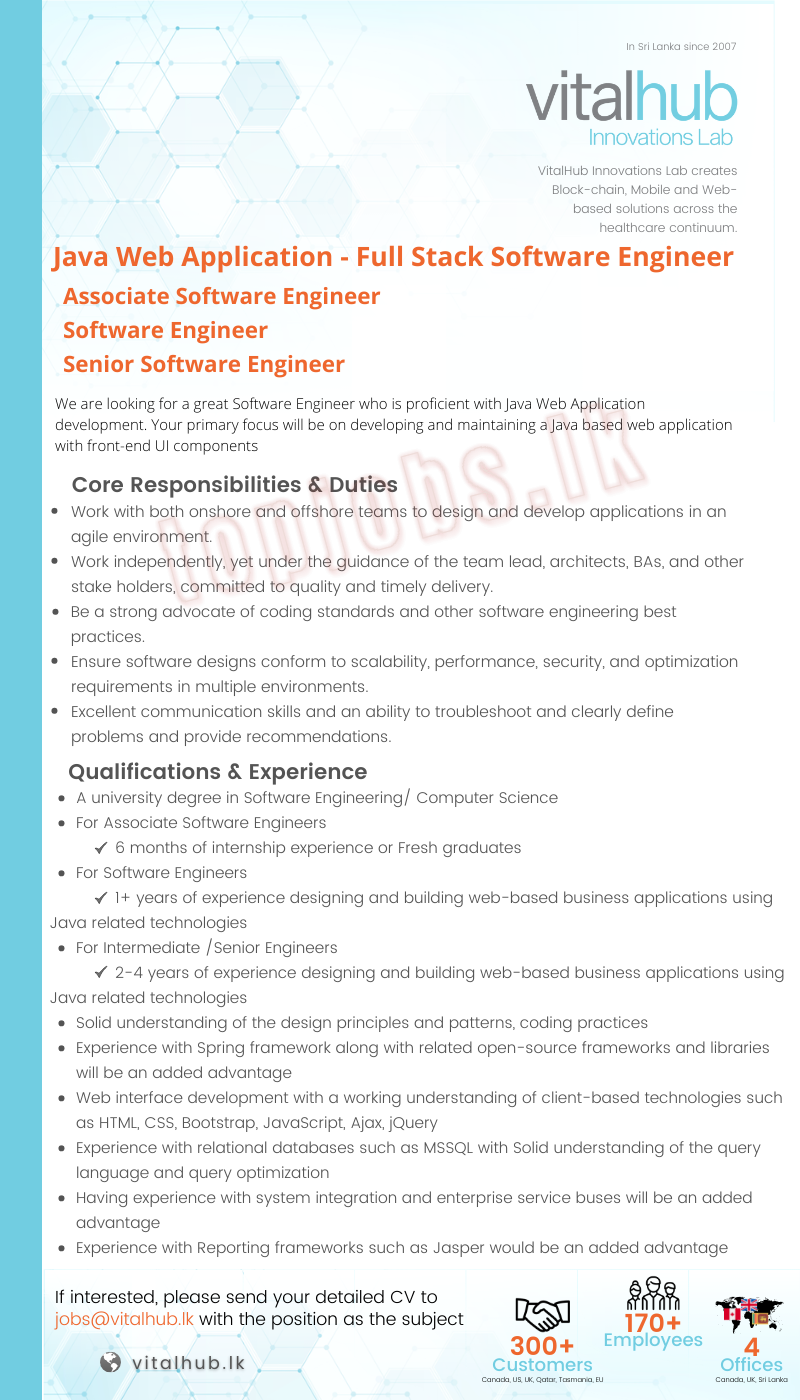 In Sri Lanka since 2007
vitalhub
Innovations Lab
VitalHub Innovations Lab creates
Block-chain, Mobile and Web-
based solutions across the
healthcare continuum.
Java Web Application - Full Stack Software Engineer
Associate Software Engineer
Software Engineer
Senior Software Engineer
We are looking for a great Software Engineer who is proficient with Java Web Application
development. Your primary focus will be on developing and maintaining a Java based web application
with front-end UI components
topjobs.lk
Core Responsibilities & Duties
• Work with both onshore and offshore teams to design and develop applications in an
agile environment.
• Work independently, yet under the guidance of the team lead, architects, BAs, and other
stake holders, committed to quality and timely delivery.
• Be a strong advocate of coding standards and other software engineering best
practices.
• Ensure software designs conform to scalability, performance, security, and optimization
requirements in multiple environments.
• Excellent communication skills and an ability to troubleshoot and clearly define
problems and provide recommendations.
Qualifications & Experience
• A university degree in Software Engineering/ Computer Science
• For Associate Software Engineers
✓ 6 months of internship experience or Fresh graduates
• For Software Engineers
✓ 1+ years of experience designing and building web-based business applications using
Java related technologies
• For Intermediate /Senior Engineers
✓ 2-4 years of experience designing and building web-based business applications using
Java related technologies
• Solid understanding of the design principles and patterns, coding practices
• Experience with Spring framework along with related open-source frameworks and libraries
will be an added advantage
• Web interface development with a working understanding of client-based technologies such
as HTML, CSS, Bootstrap, JavaScript, Ajax, jQuery
• Experience with relational databases such as MSSQL with Solid understanding of the query
language and query optimization
• Having experience with system integration and enterprise service buses will be an added
advantage
• Experience with Reporting frameworks such as Jasper would be an added advantage
If interested, please send your detailed CV to
jobs@vitalhub.lk with the position as the subject
vitalhub.lk
300+
Customers
Canada, US, UK, Qatar, Tasmania, EU
170+
Employees
4
Offices
Canada, UK, Sri Lanka